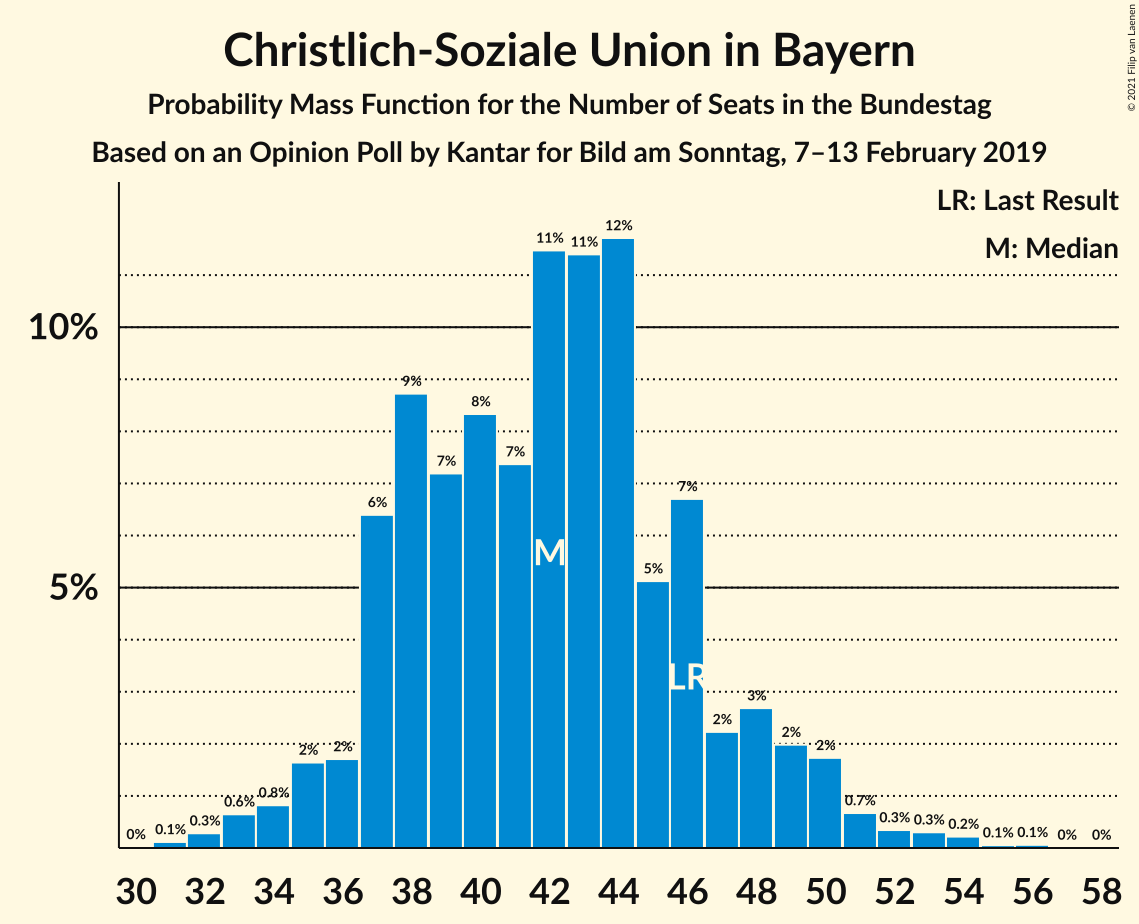 Christlich-Soziale Union in Bayern
Probability Mass Function for the Number of Seats in the Bundestag
Based on an Opinion Poll by Kantar for Bild am Sonntag, 7–13 February 2019
© 2021 Filip van Laenen
LR: Last Result
M: Median
10%
5%
0% 0.1% 0.3% 0.6% 0.8% 2% 2% 6% 9% 7% 8% 7% 11% 11% 12% 5% 7% 2% 3% 2% 2% 0.7% 0.3% 0.3% 0.2% 0.1% 0.1% 0% 0%
M
LR
30 32 34 36 38 40 42 44 46 48 50 52 54 56 58